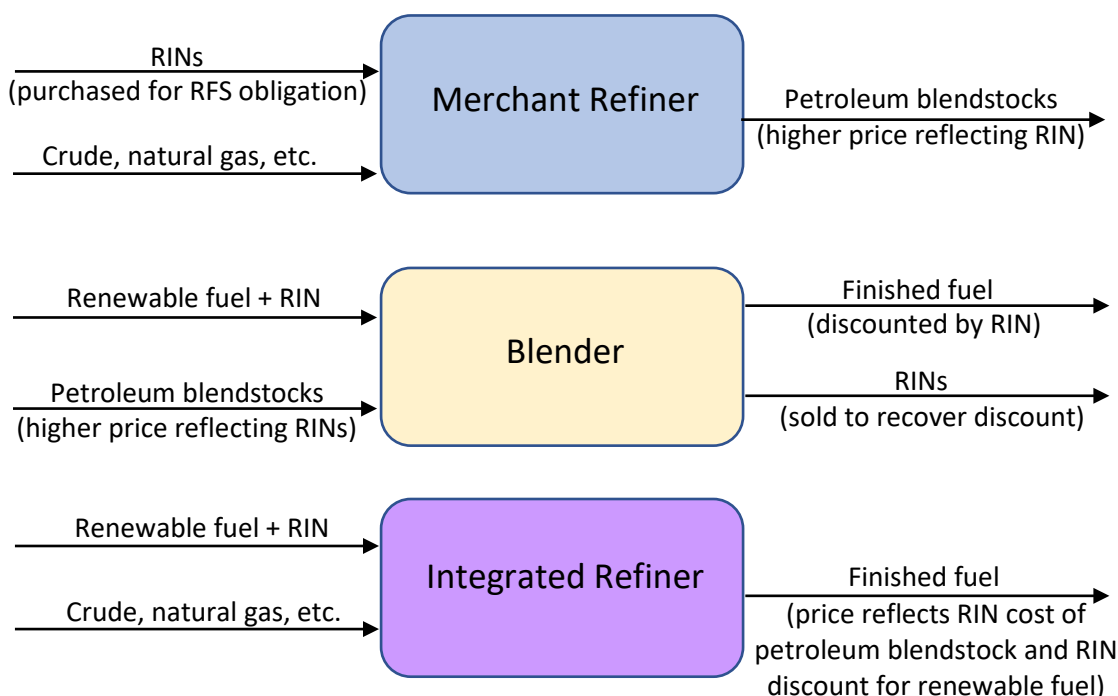 RINs
(purchased for RFS obligation)
Crude, natural gas, etc.
Merchant Refiner
Petroleum blendstocks
(higher price reflecting RIN)
Renewable fuel + RIN
Petroleum blendstocks
(higher price reflecting RINs)
Blender
Finished fuel
(discounted by RIN)
RINs
(sold to recover discount)
Renewable fuel + RIN
Crude, natural gas, etc.
Integrated Refiner
Finished fuel
(price reflects RIN cost of
petroleum blendstock and RIN
discount for renewable fuel)